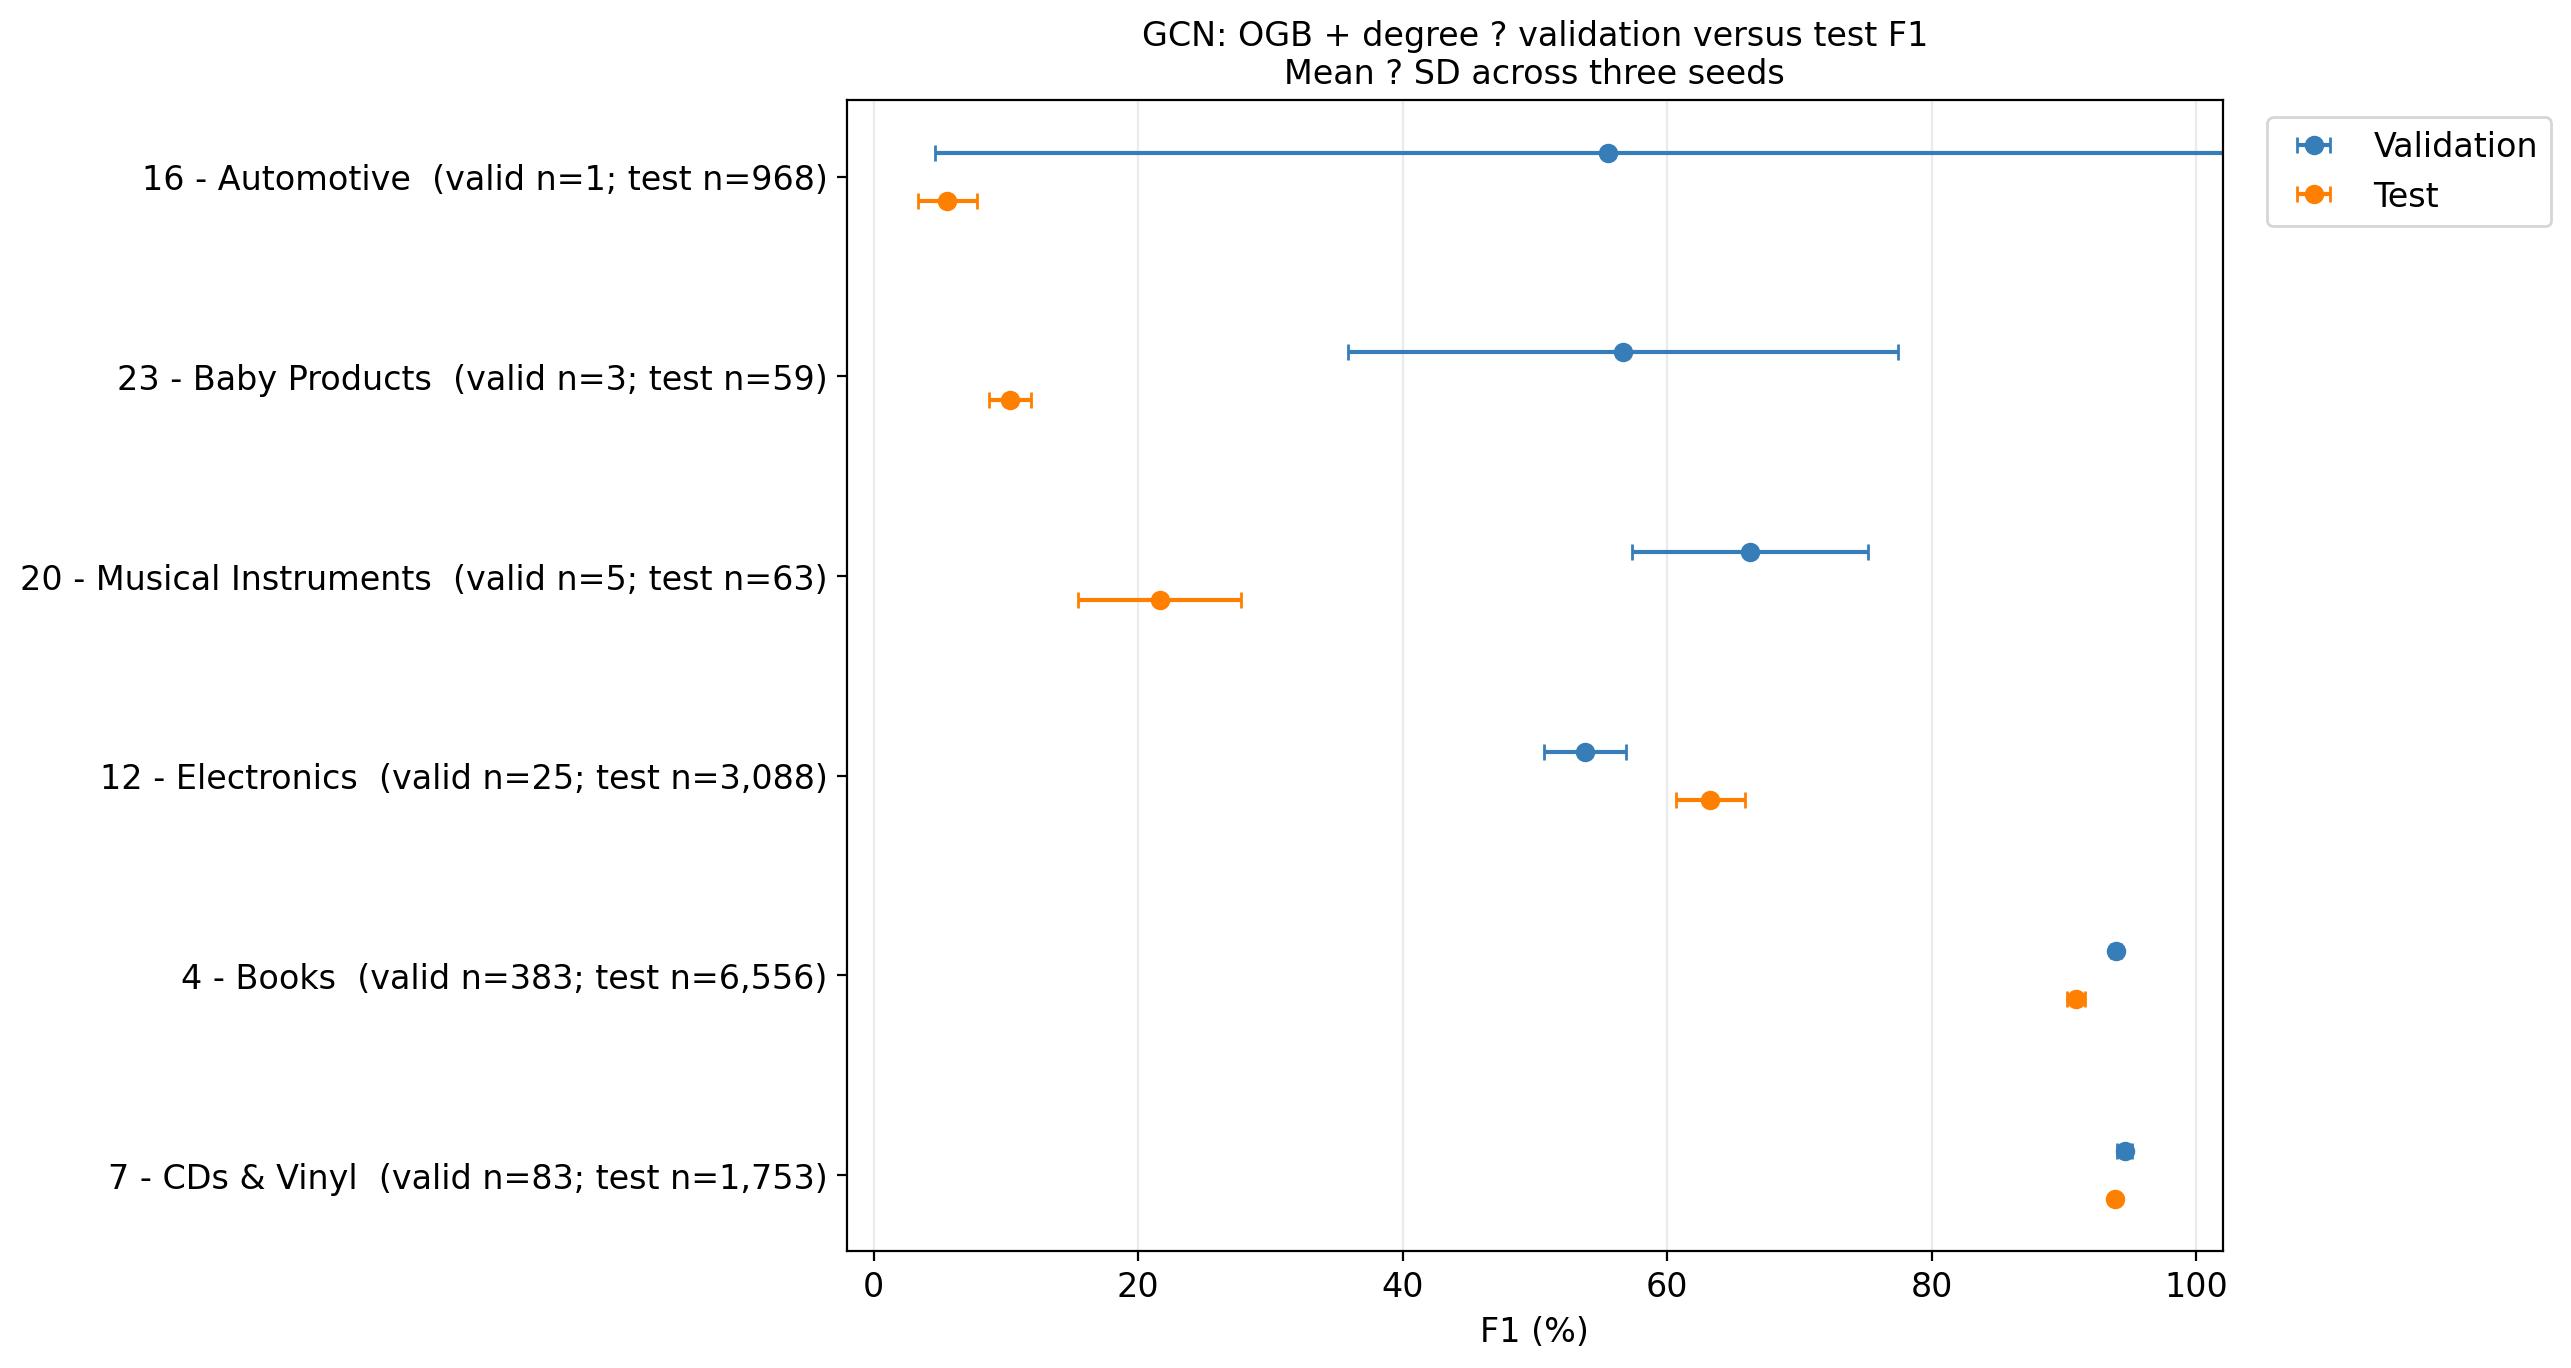 GCN: OGB + degree ? validation versus test F1
Mean ? SD across three seeds
16 - Automotive  (valid n=1; test n=968)
23 - Baby Products  (valid n=3; test n=59)
20 - Musical Instruments  (valid n=5; test n=63)
12 - Electronics  (valid n=25; test n=3,088)
4 - Books  (valid n=383; test n=6,556)
7 - CDs & Vinyl  (valid n=83; test n=1,753)
0 20 40 60 80 100
F1 (%)
Validation
Test